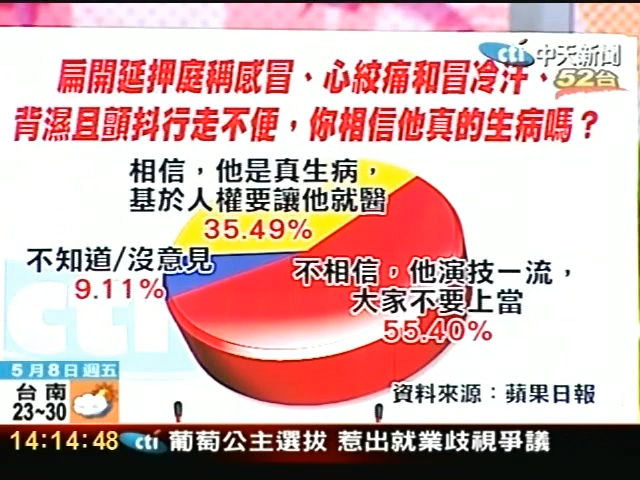 cti 中天新聞
52台
扁開延押庭稱感冒、心絞痛和冒冷汗、
背濕且顫抖行走不便,你相信他真的生病嗎?
相信,他是真生病,
基於人權要讓他就醫
35.49%
不知道/沒意見
9.11%
不相信,他演技一流,
大家不要上當
55.40%
cti
5月8日週五
台南
23~30
資料來源:蘋果日報
14:14:48 cti 葡萄公主選拔 惹出就業歧視爭議